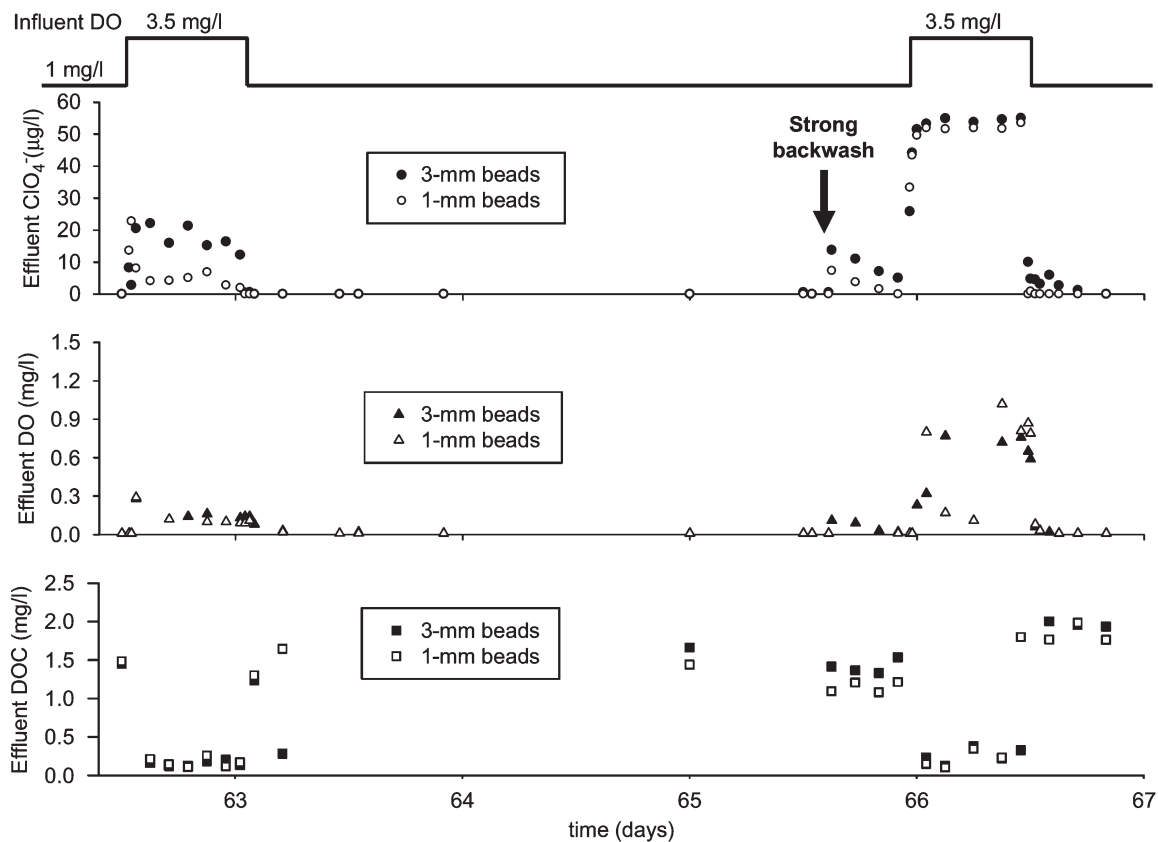 Influent DO 3.5 mg/l 3.5 mg/l
1 mg/l
60
50
40
30
20
10
0
Effluent ClO₄⁻(µg/l)
Strong
backwash
3-mm beads
1-mm beads
1.5
1.2
0.9
0.6
0.3
0.0
Effluent DO (mg/l)
3-mm beads
1-mm beads
2.5
2.0
1.5
1.0
0.5
0.0
Effluent DOC (mg/l)
3-mm beads
1-mm beads
63 64 65 66 67
time (days)